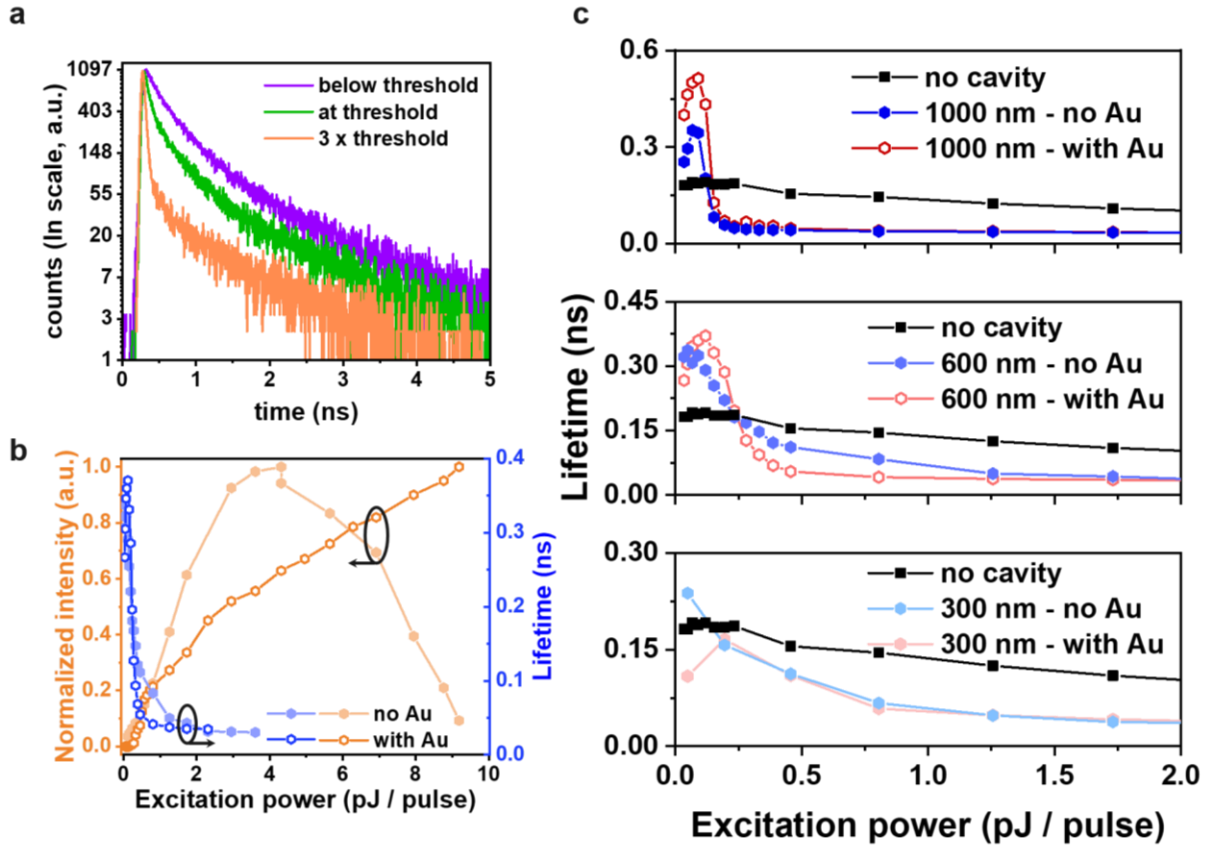 a
counts (ln scale, a.u.)
1097
403
148
55
20
7
3
1
below threshold
at threshold
3 x threshold
0 1 2 3 4 5
time (ns)
b
Normalized intensity (a.u.)
1.0
0.8
0.6
0.4
0.2
0.0
no Au
with Au
0.4
0.3
0.2
0.1
0.0
Lifetime (ns)
0 2 4 6 8 10
Excitation power (pJ / pulse)
c
Lifetime (ns)
0.6
0.3
0.0
no cavity
1000 nm - no Au
1000 nm - with Au
0.45
0.30
0.15
0.00
no cavity
600 nm - no Au
600 nm - with Au
0.30
0.15
0.00
no cavity
300 nm - no Au
300 nm - with Au
0.0 0.5 1.0 1.5 2.0
Excitation power (pJ / pulse)